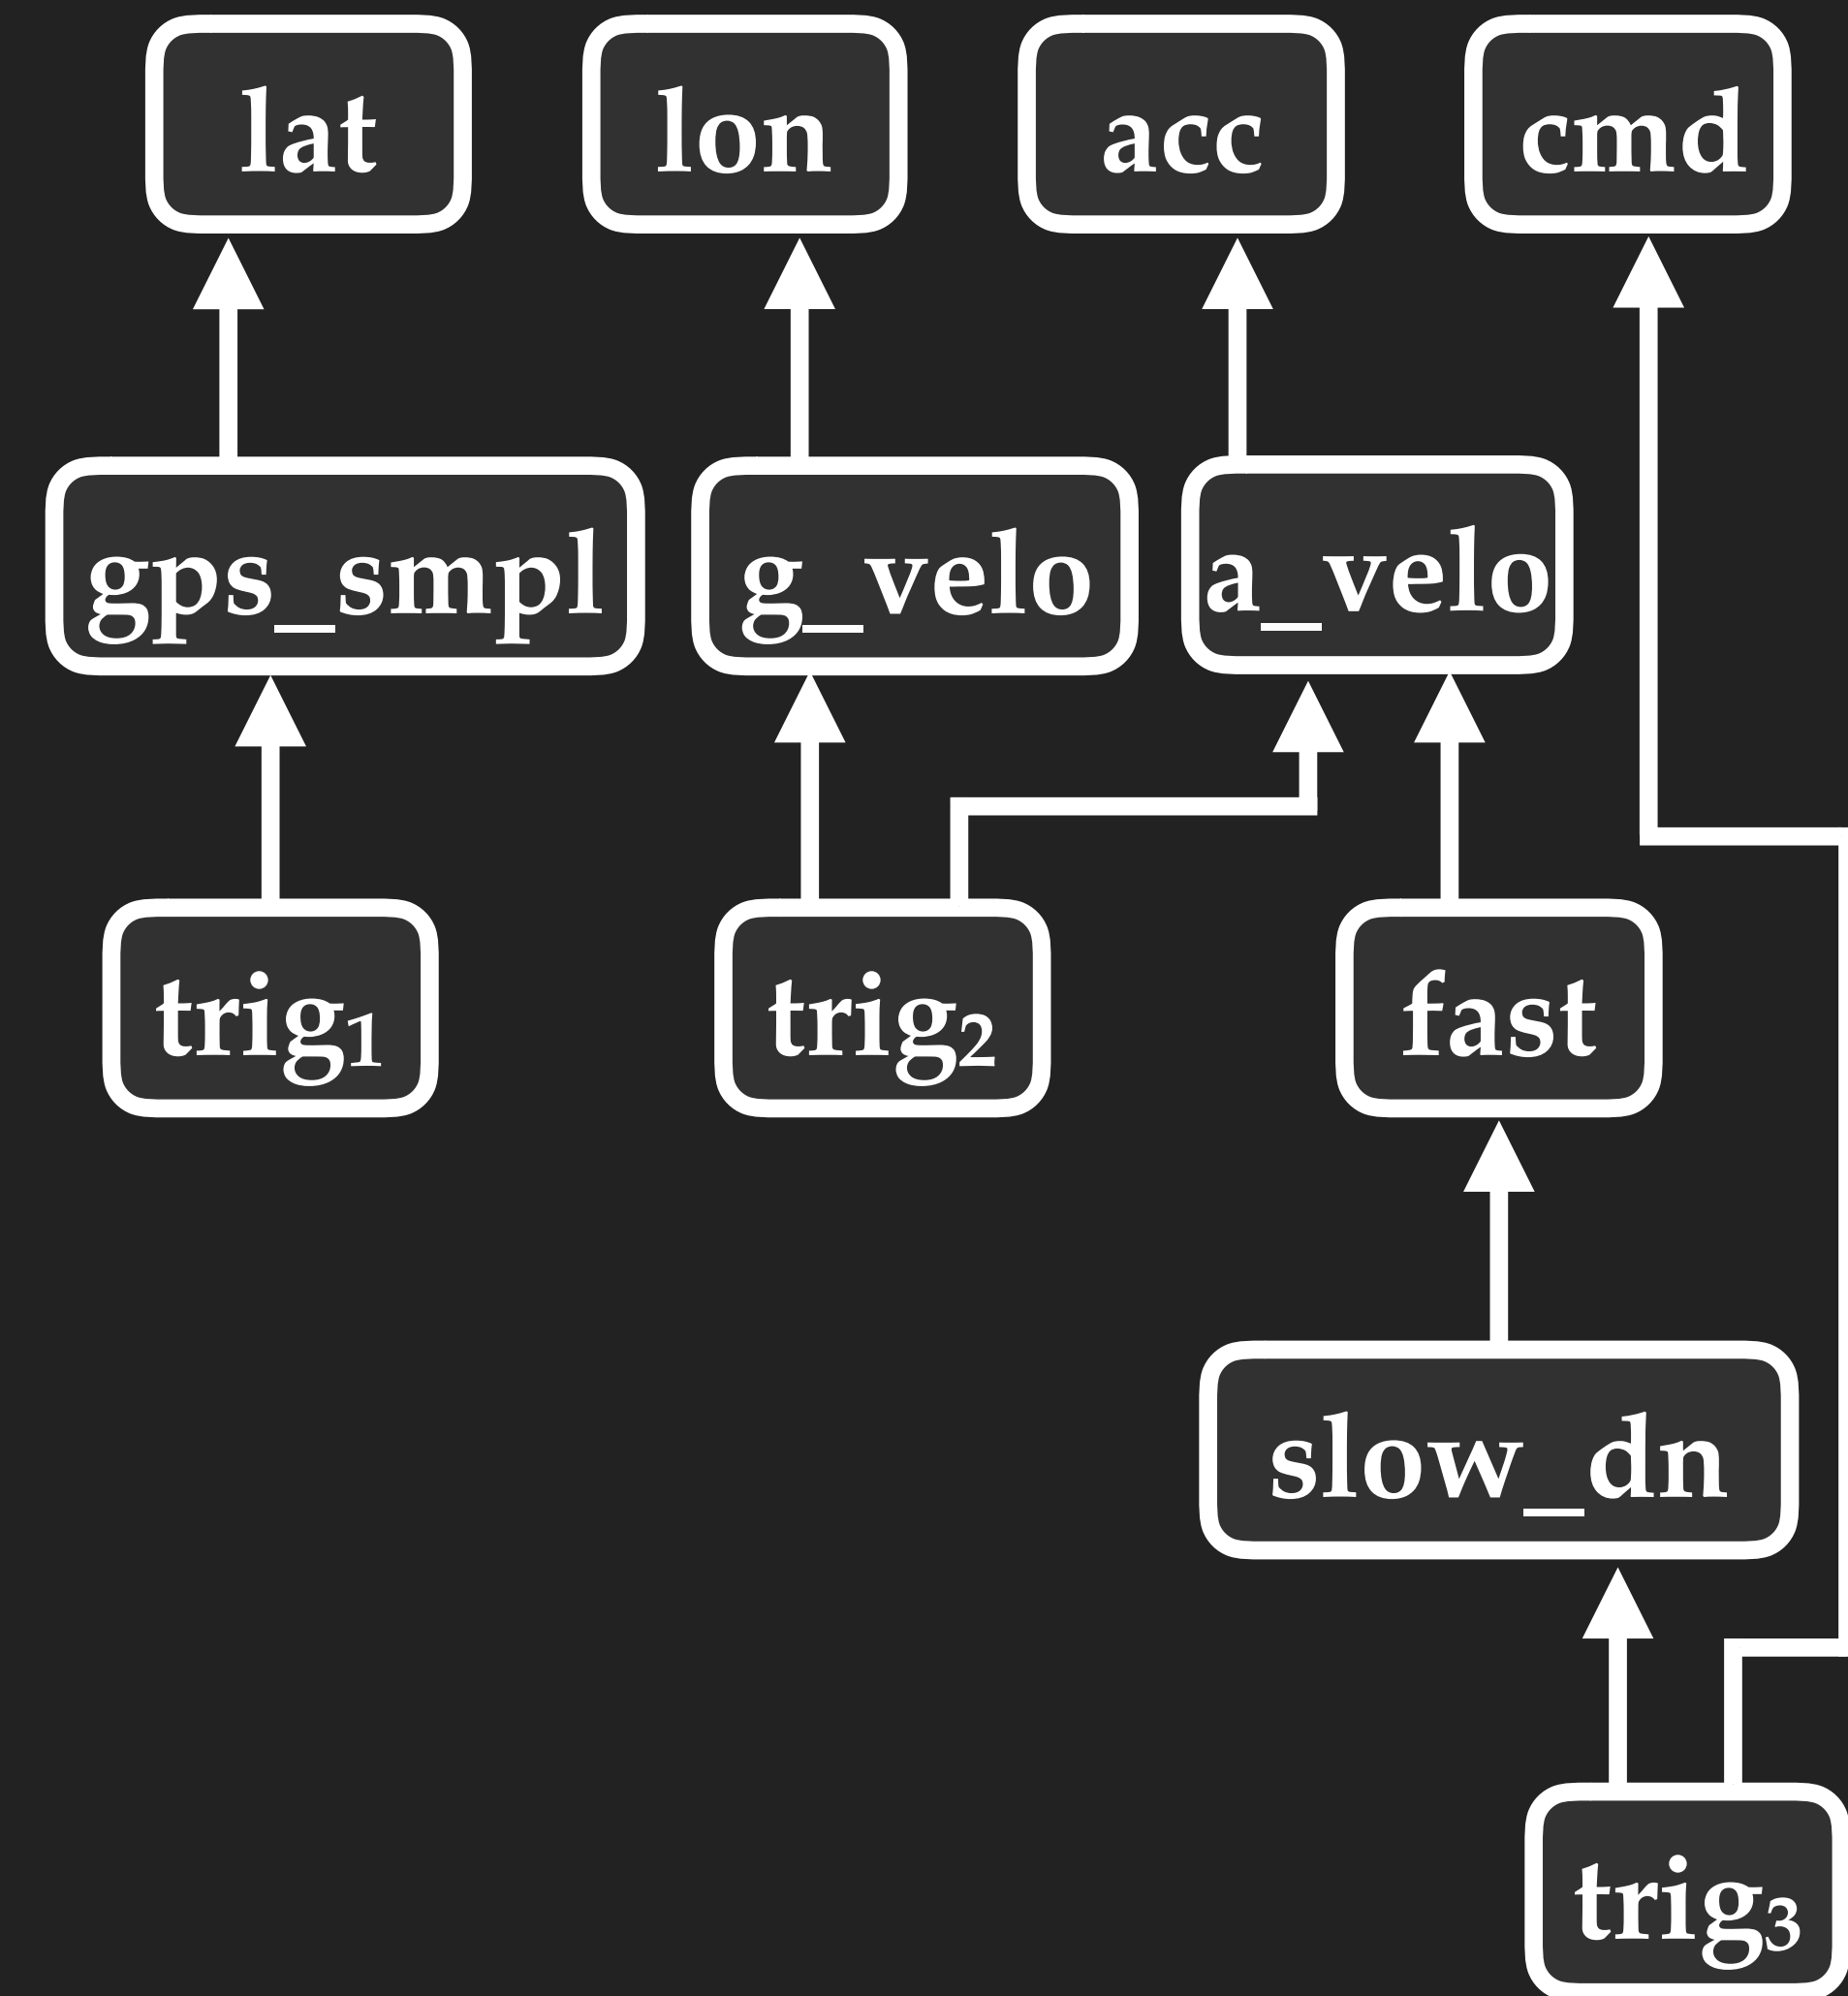 lat lon acc cmd
gps_smpl g_velo a_velo
trig₁ trig₂ fast
slow_dn
trig₃